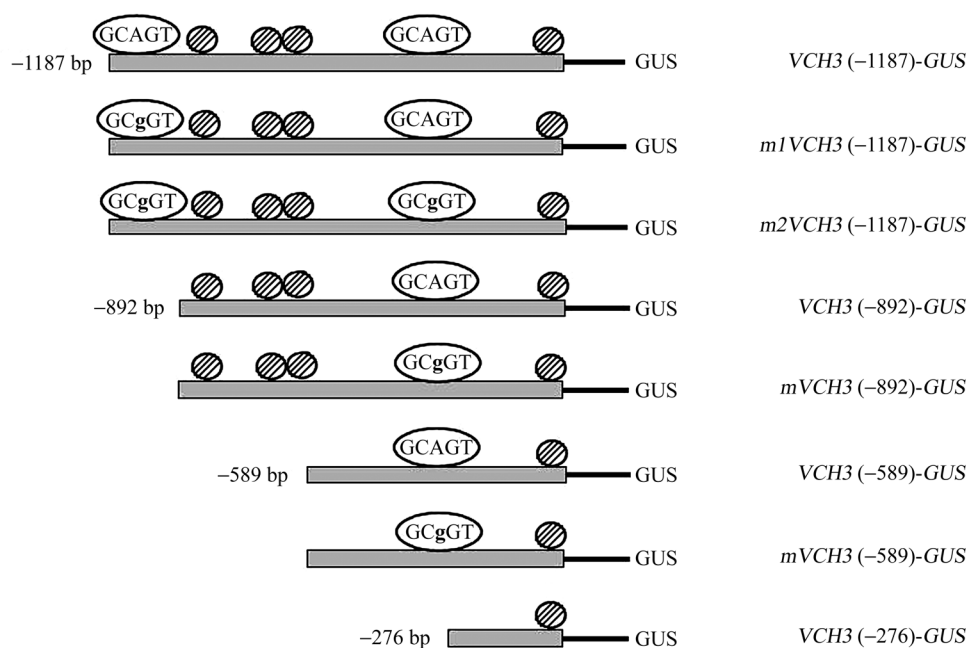 GCAGT GCAGT
−1187 bp GUS VCH3 (−1187)-GUS
GCgGT GCAGT
GUS m1VCH3 (−1187)-GUS
GCgGT GCgGT
GUS m2VCH3 (−1187)-GUS
GCAGT
−892 bp GUS VCH3 (−892)-GUS
GCgGT
GUS mVCH3 (−892)-GUS
GCAGT
−589 bp GUS VCH3 (−589)-GUS
GCgGT
GUS mVCH3 (−589)-GUS
−276 bp GUS VCH3 (−276)-GUS